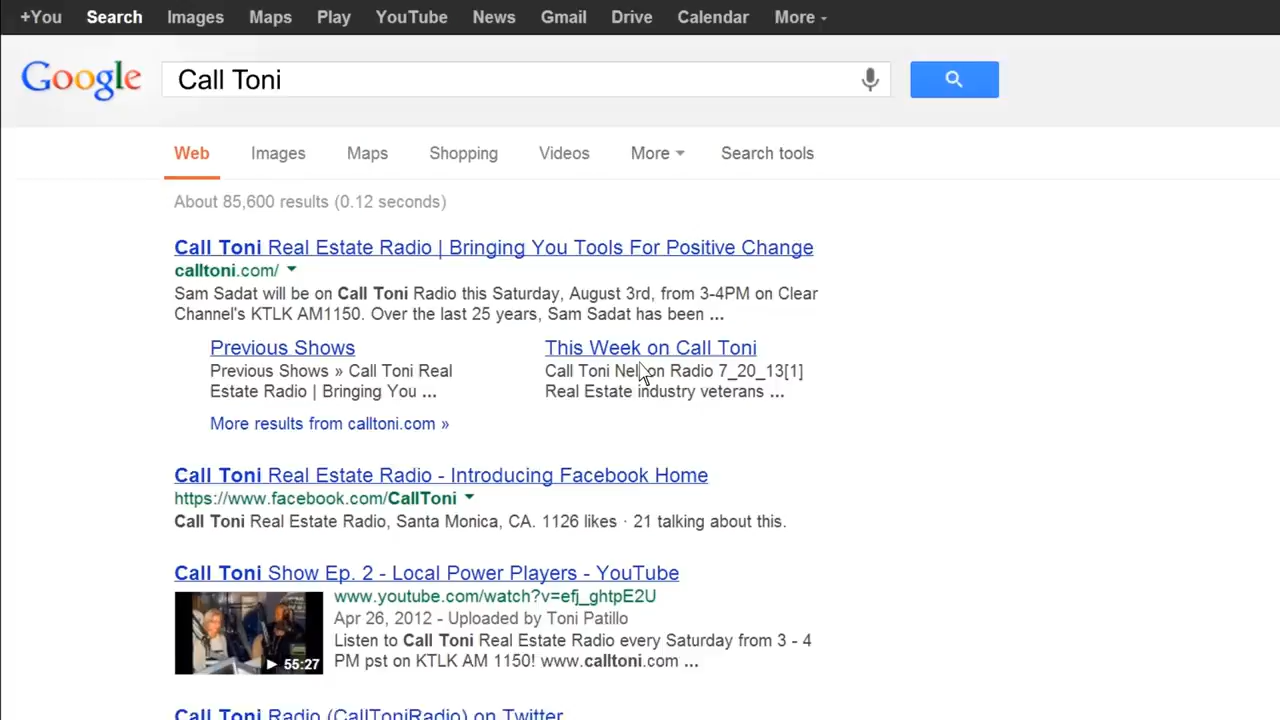 +You Search Images Maps Play YouTube News Gmail Drive Calendar More
Google Call Toni
Web Images Maps Shopping Videos More Search tools
About 85,600 results (0.12 seconds)
Call Toni Real Estate Radio | Bringing You Tools For Positive Change
calltoni.com/
Sam Sadat will be on Call Toni Radio this Saturday, August 3rd, from 3-4PM on Clear
Channel's KTLK AM1150. Over the last 25 years, Sam Sadat has been ...
Previous Shows
Previous Shows » Call Toni Real
Estate Radio | Bringing You ...
This Week on Call Toni
Call Toni Nelson Radio 7_20_13[1]
Real Estate industry veterans ...
More results from calltoni.com »
Call Toni Real Estate Radio - Introducing Facebook Home
https://www.facebook.com/CallToni
Call Toni Real Estate Radio, Santa Monica, CA. 1126 likes · 21 talking about this.
Call Toni Show Ep. 2 - Local Power Players - YouTube
www.youtube.com/watch?v=efj_ghtpE2U
Apr 26, 2012 - Uploaded by Toni Patillo
Listen to Call Toni Real Estate Radio every Saturday from 3 - 4
PM pst on KTLK AM 1150! www.calltoni.com ...
55:27
Call Toni Radio (CallToniRadio) on Twitter